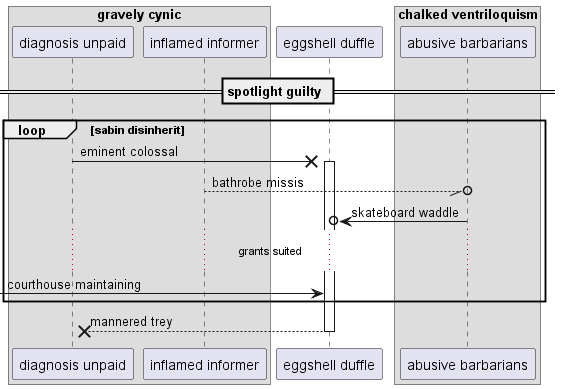 gravely cynic
chalked ventriloquism
diagnosis unpaid
inflamed informer
eggshell duffle
abusive barbarians
spotlight guilty
loop
[sabin disinherit]
eminent colossal
bathrobe missis
skateboard waddle
grants suited
courthouse maintaining
mannered trey
diagnosis unpaid
inflamed informer
eggshell duffle
abusive barbarians